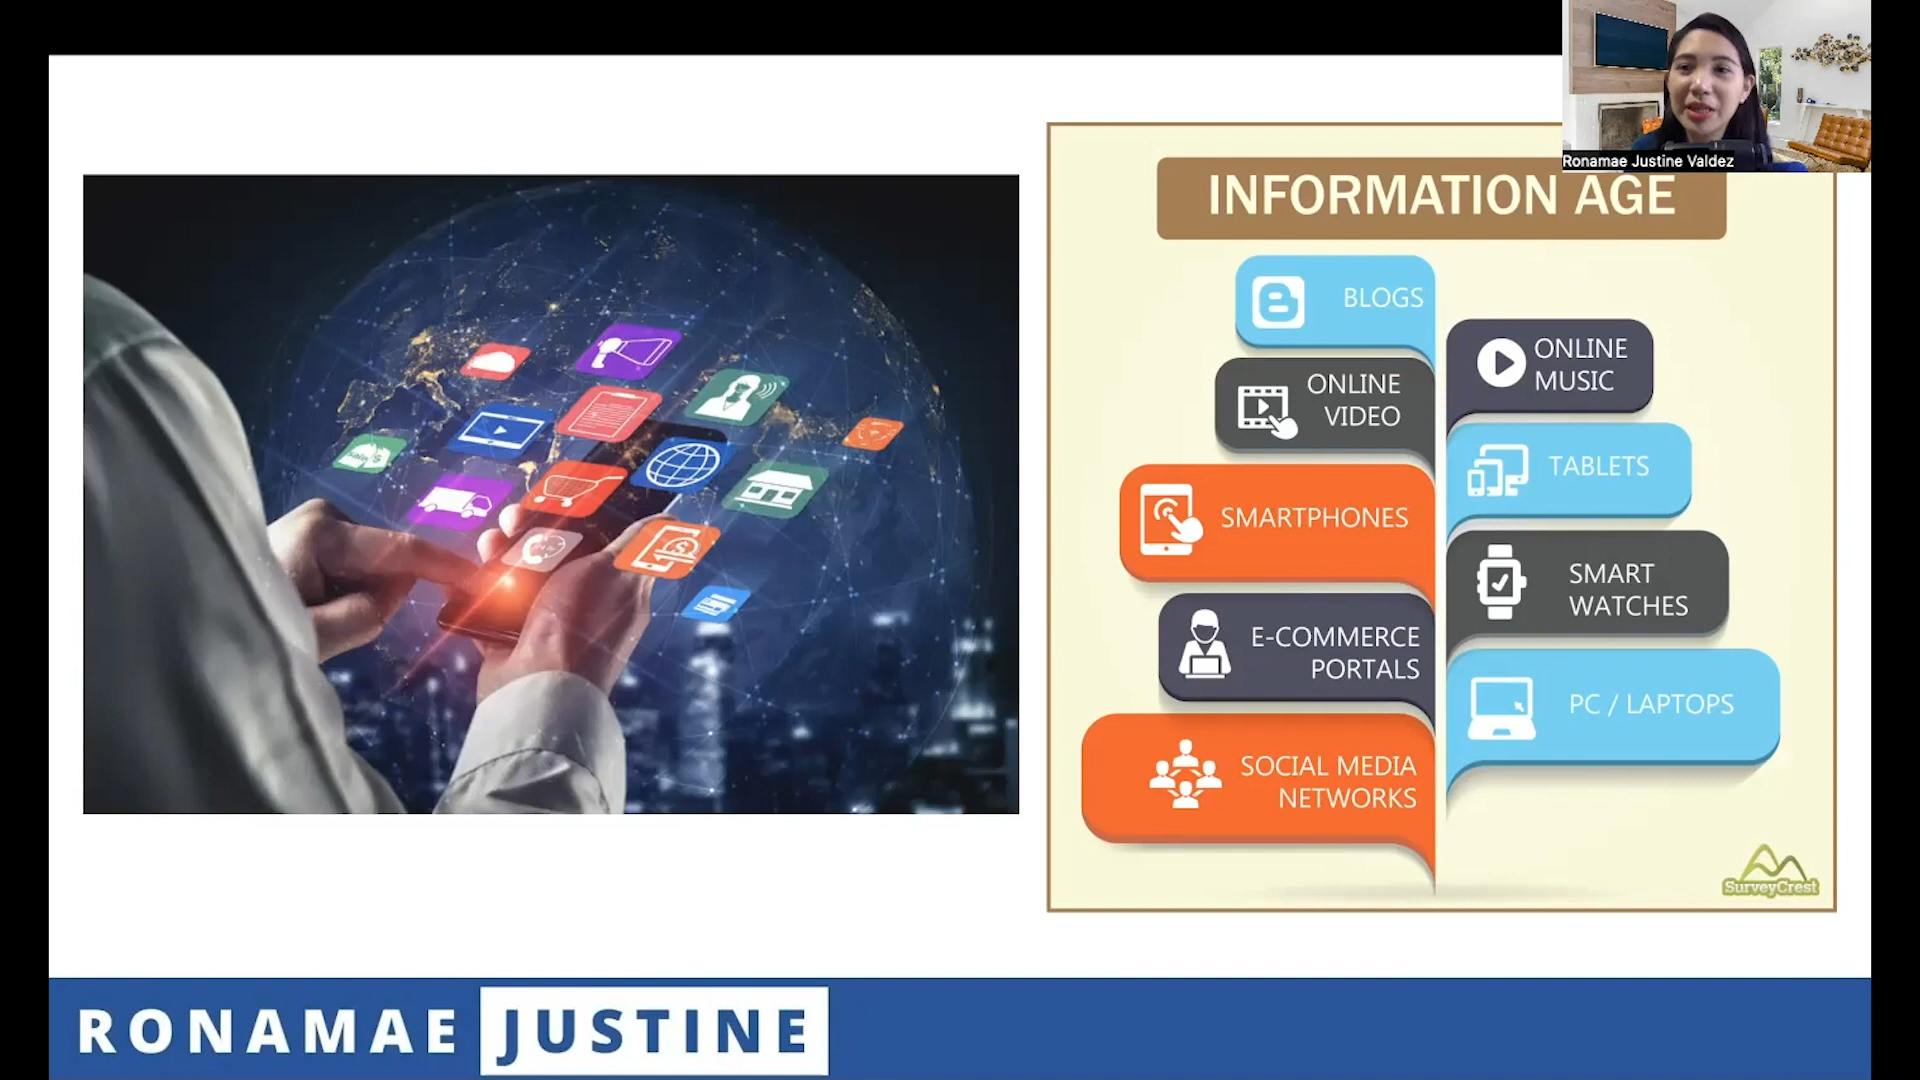 Ronamae Justine Valdez
INFORMATION AGE
BLOGS
ONLINE
MUSIC
ONLINE
VIDEO
TABLETS
SMARTPHONES
SMART
WATCHES
E-COMMERCE
PORTALS
PC / LAPTOPS
SOCIAL MEDIA
NETWORKS
SurveyCrest
RONAMAE JUSTINE